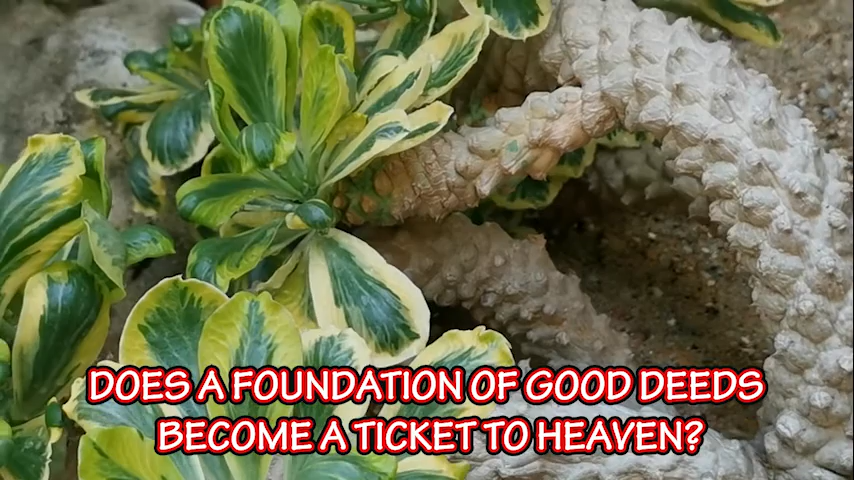 DOES A FOUNDATION OF GOOD DEEDS
BECOME A TICKET TO HEAVEN?